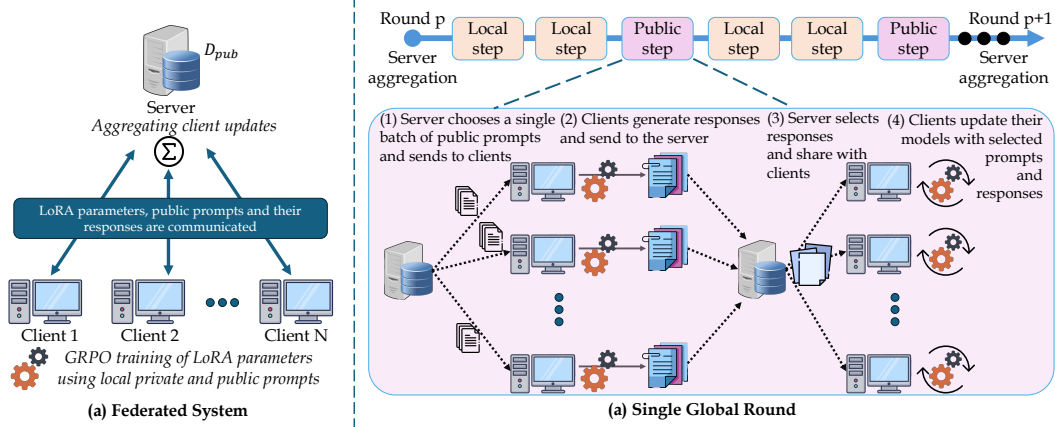 D_pub
Server
Aggregating client updates
Σ
LoRA parameters, public prompts and their
responses are communicated
Client 1
Client 2
Client N
GRPO training of LoRA parameters
using local private and public prompts
(a) Federated System
Round p
Server
aggregation
Local
step
Local
step
Public
step
Local
step
Local
step
Public
step
Round p+1
Server
aggregation
(1) Server chooses a single
batch of public prompts
and sends to clients
(2) Clients generate responses
and send to the server
(3) Server selects
responses
and share with
clients
(4) Clients update their
models with selected
prompts
and
responses
(a) Single Global Round